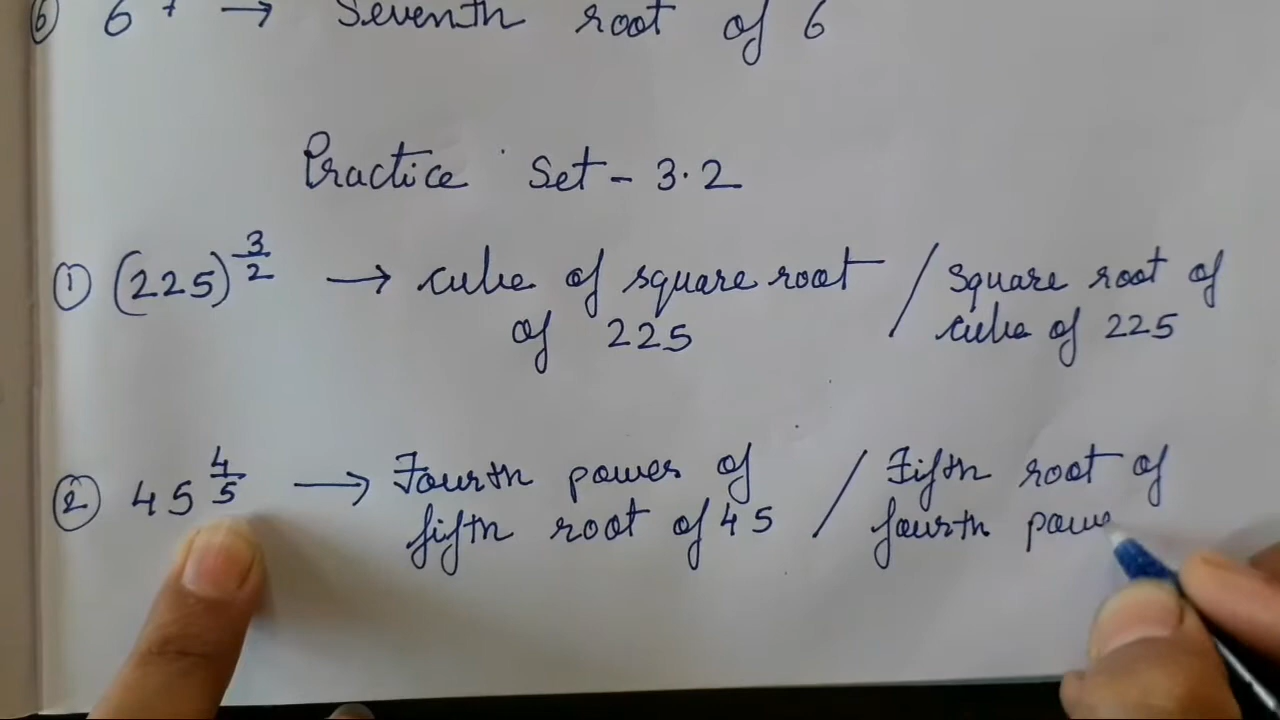 ⑥ 6 → Seventh root of 6
Practice Set - 3.2
① (225)^(3/2) → cube of square root / Square root of
of 225 cube of 225
② 45^(4/5) → Fourth power of / Fifth root of
fifth root of 45 fourth